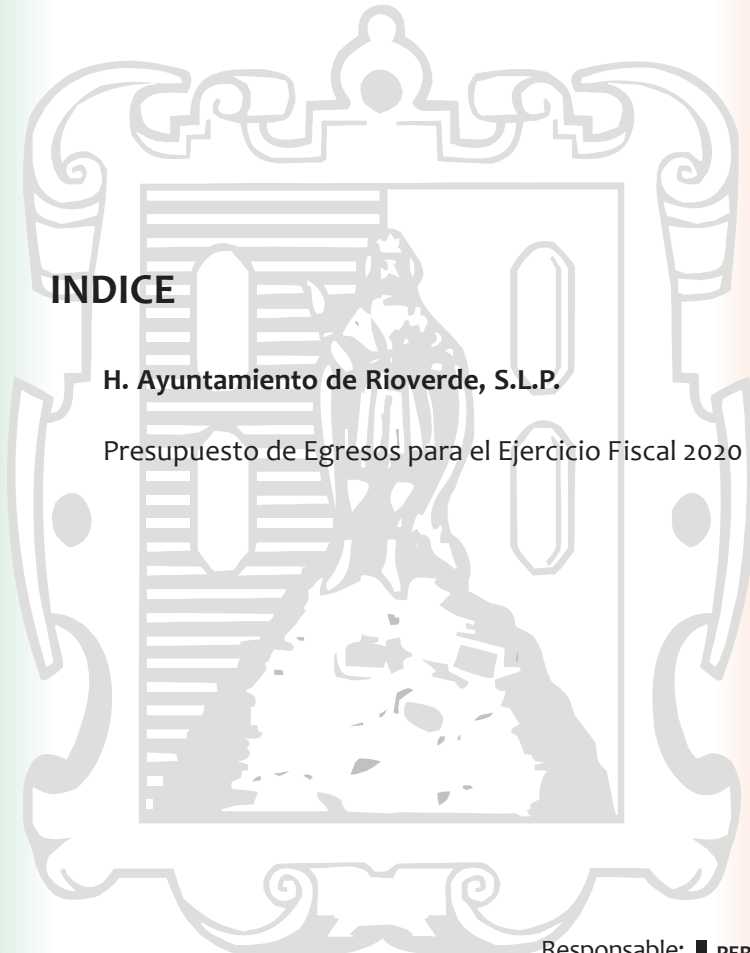 INDICE
H. Ayuntamiento de Rioverde, S.L.P.
Presupuesto de Egresos para el Ejercicio Fiscal 2020
Responsable: